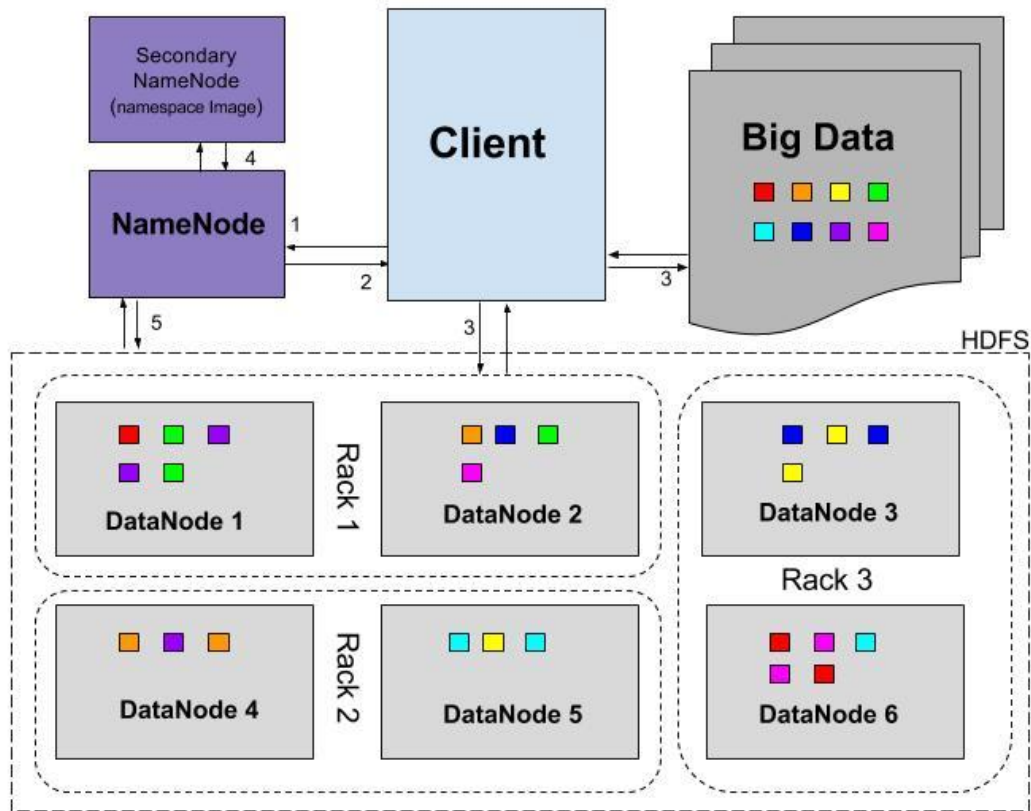 Secondary
NameNode
(namespace Image)
Client
Big Data
4
NameNode
1
2
3
5
3
HDFS
Rack 1
DataNode 1
DataNode 2
DataNode 3
Rack 3
Rack 2
DataNode 4
DataNode 5
DataNode 6